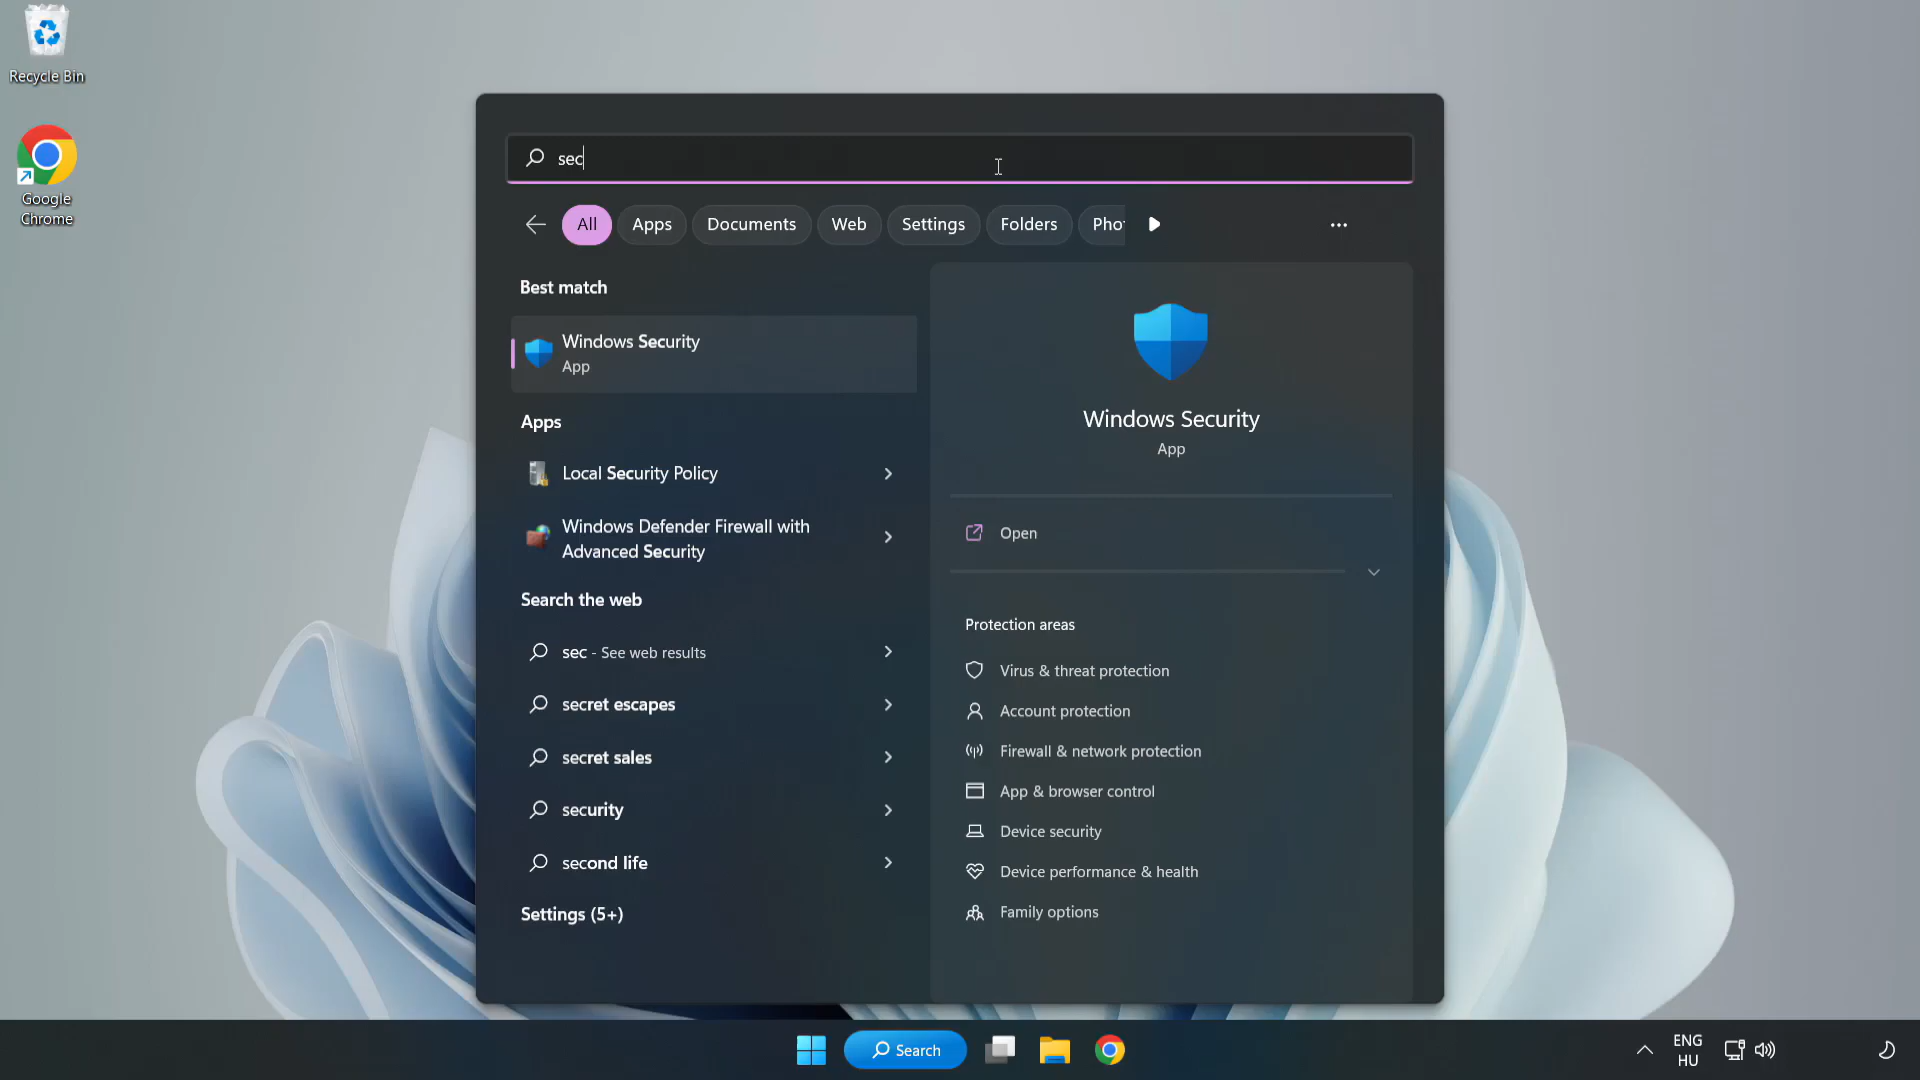 Recycle Bin
Google
Chrome
sec
All
Apps
Documents
Web
Settings
Folders
Best match
Windows Security
App
Apps
Local Security Policy
Windows Defender Firewall with
Advanced Security
Search the web
sec - See web results
secret escapes
secret sales
security
second life
Settings (5+)
Windows Security
App
Open
Protection areas
Virus & threat protection
Account protection
Firewall & network protection
App & browser control
Device security
Device performance & health
Family options
Search
ENG
HU